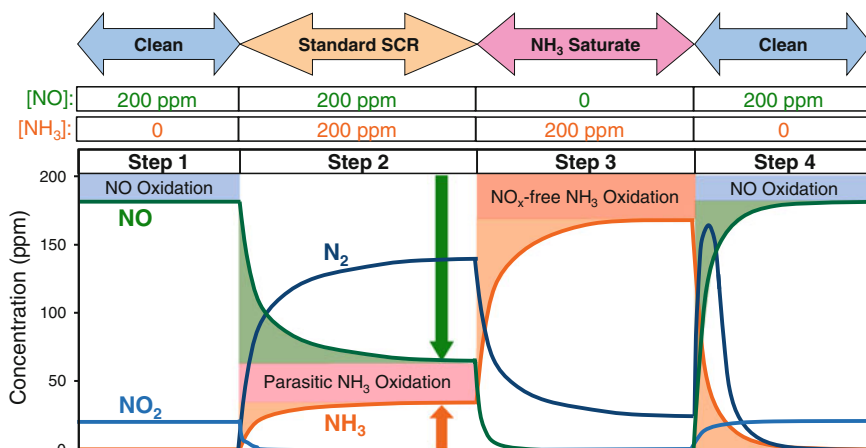 Clean Standard SCR NH₃ Saturate Clean
[NO]: 200 ppm 200 ppm 0 200 ppm
[NH₃]: 0 200 ppm 200 ppm 0
Step 1 Step 2 Step 3 Step 4
200
NO Oxidation NOₓ-free NH₃ Oxidation NO Oxidation
NO
150
N₂
100
Concentration (ppm)
50
Parasitic NH₃ Oxidation
NO₂
NH₃
0